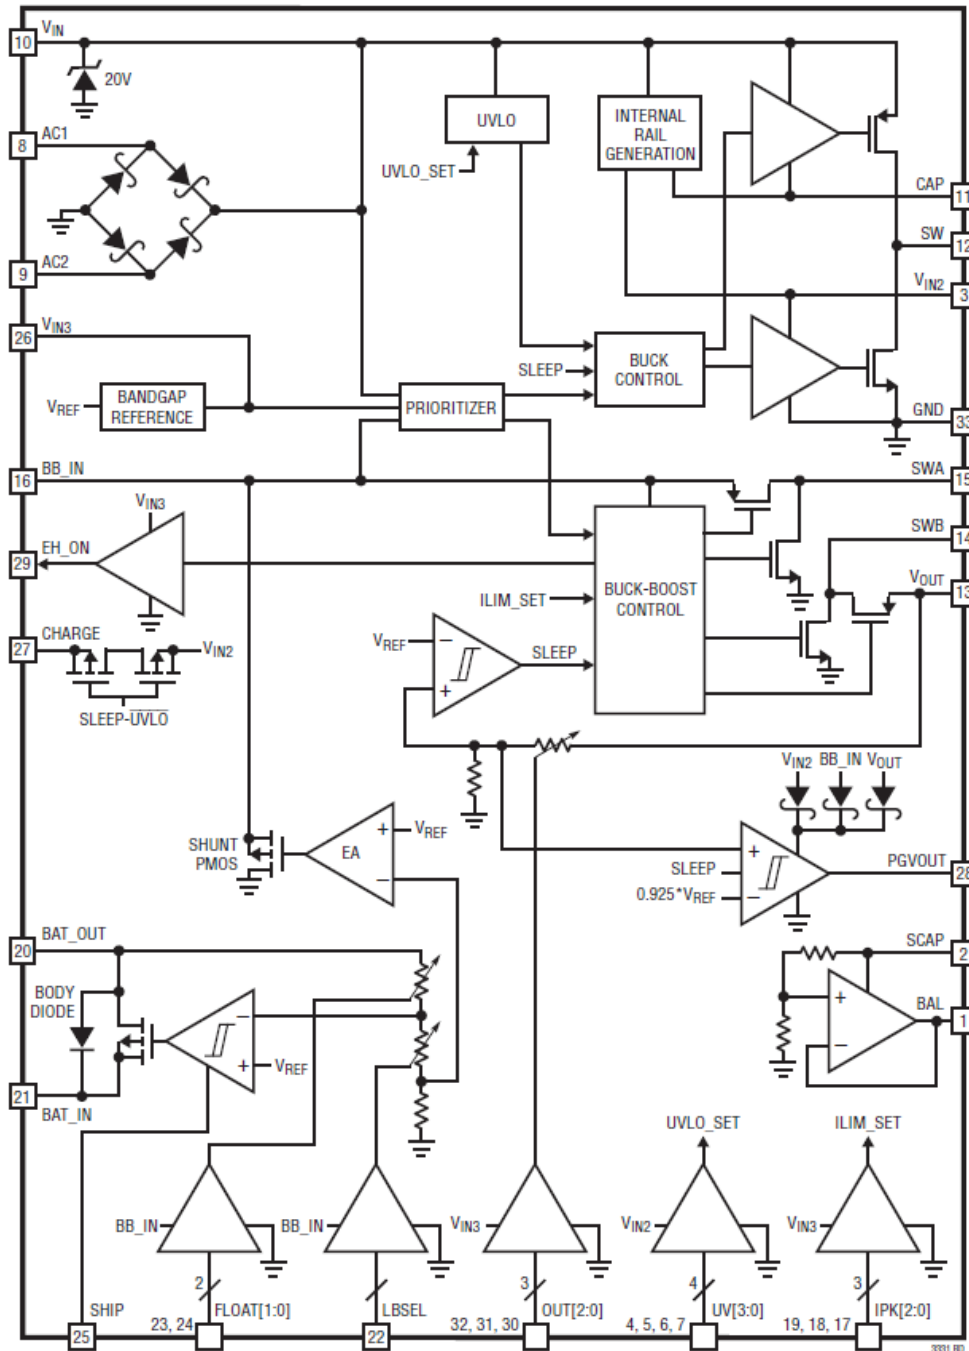 10
VIN
20V
UVLO
UVLO_SET
INTERNAL
RAIL
GENERATION
8
AC1
CAP
11
SW
12
9
AC2
VIN2
3
26
VIN3
SLEEP
BUCK
CONTROL
VREF
BANDGAP
REFERENCE
PRIORITIZER
GND
33
16
BB_IN
SWA
15
VIN3
SWB
14
29
EH_ON
VOUT
13
ILIM_SET
BUCK-BOOST
CONTROL
27
CHARGE
VIN2
SLEEP-UVLO
VREF
−
+
SLEEP
VIN2
BB_IN
VOUT
SHUNT
PMOS
EA
+
−
VREF
+
SLEEP
0.925*VREF
−
PGVOUT
28
20
BAT_OUT
SCAP
2
BODY
DIODE
−
+
VREF
+
−
BAL
1
21
BAT_IN
UVLO_SET
ILIM_SET
BB_IN
BB_IN
VIN3
VIN2
VIN3
2
3
4
3
SHIP
FLOAT[1:0]
LBSEL
OUT[2:0]
UV[3:0]
IPK[2:0]
25
23, 24
22
32, 31, 30
4, 5, 6, 7
19, 18, 17
3331 BD